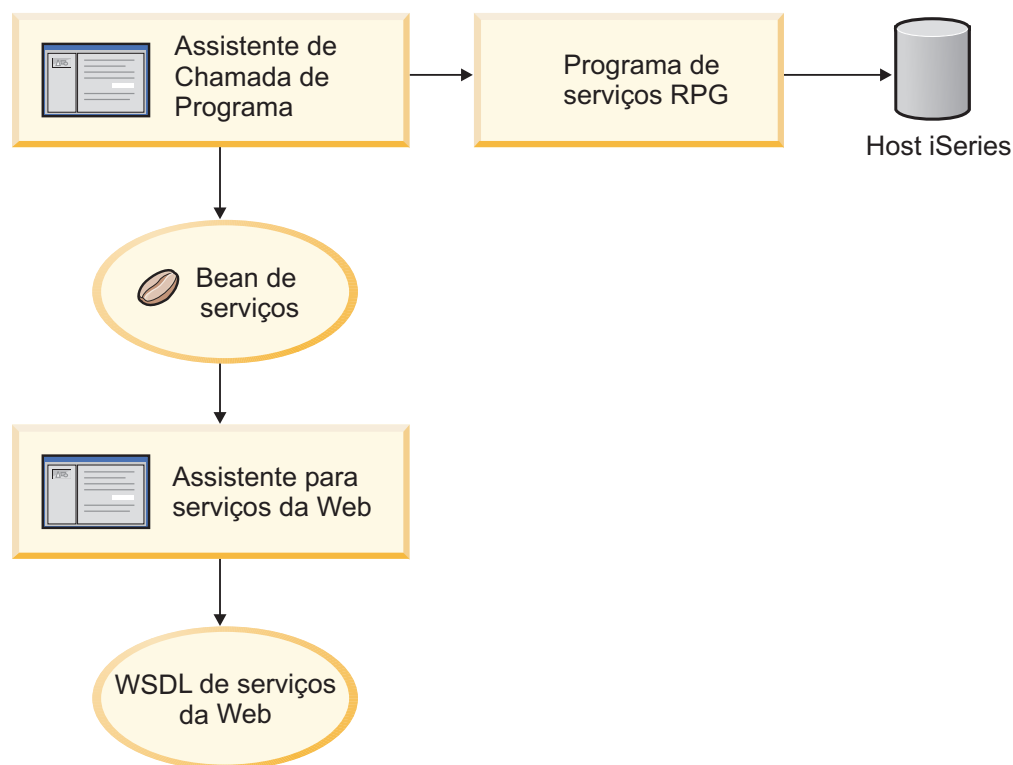 Assistente de
Chamada de
Programa
Programa de
serviços RPG
Host iSeries
Bean de
serviços
Assistente para
serviços da Web
WSDL de serviços
da Web